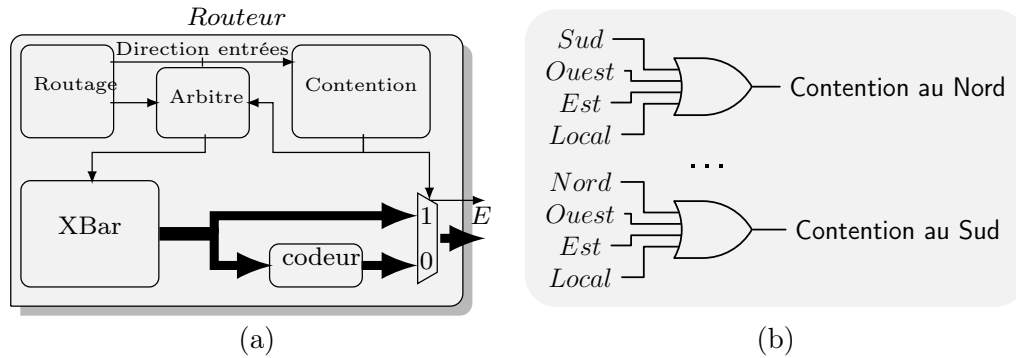 Routeur
Direction entrées
Routage
Arbitre
Contention
XBar
codeur
1
0
E
(a)
Sud
Ouest
Est
Local
Contention au Nord
...
Nord
Ouest
Est
Local
Contention au Sud
(b)